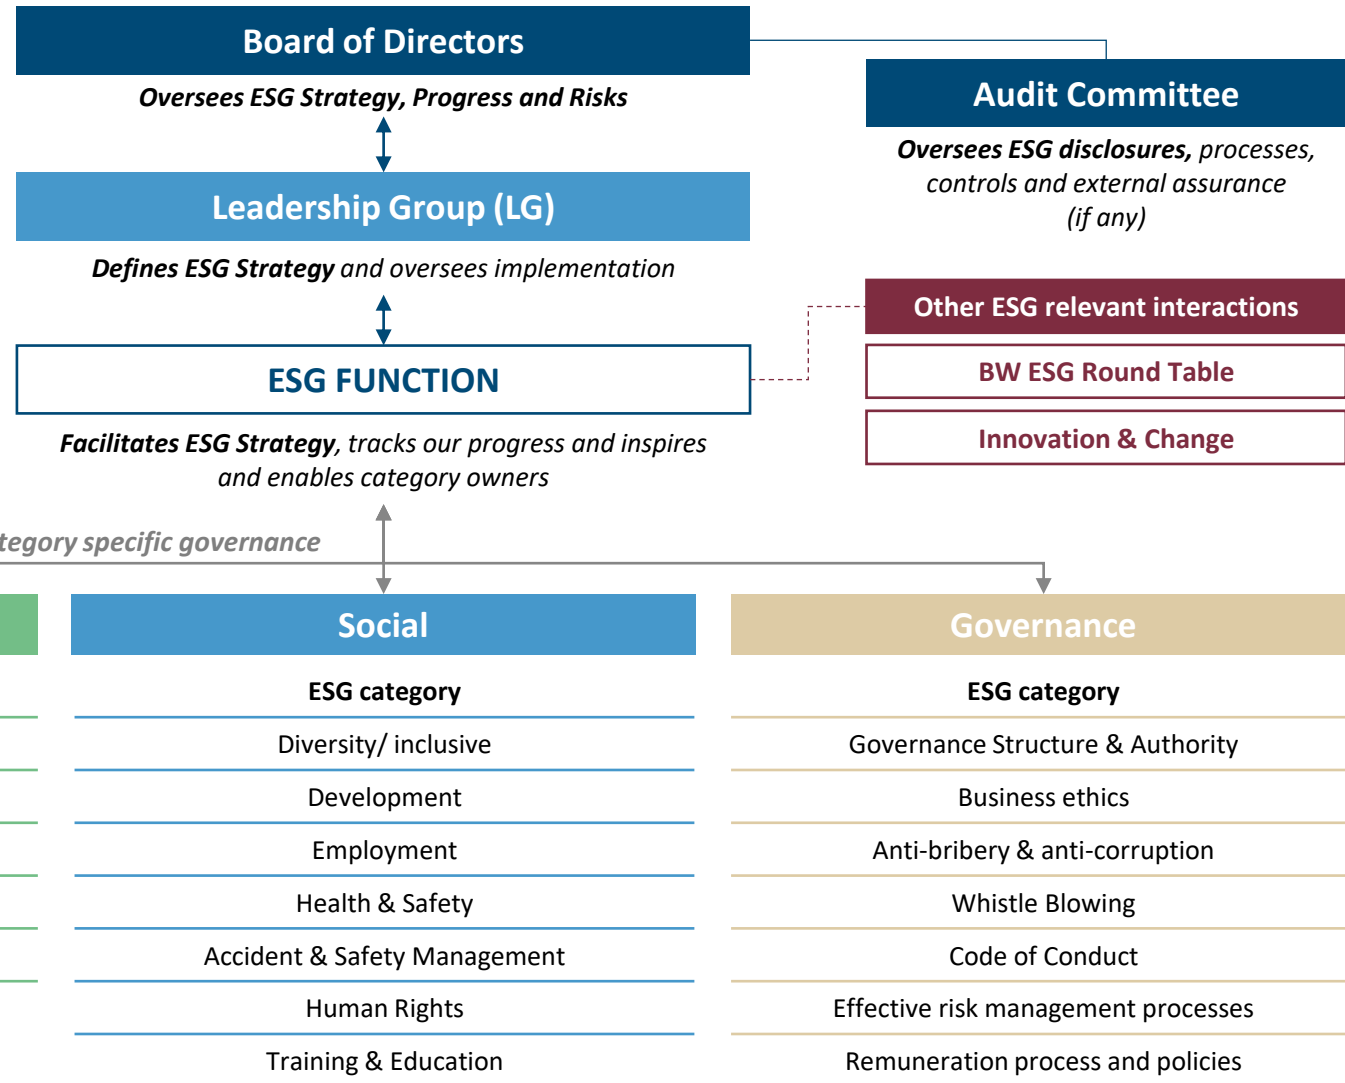 Board of Directors
Oversees ESG Strategy, Progress and Risks
Audit Committee
Oversees ESG disclosures, processes,
controls and external assurance
(if any)
Leadership Group (LG)
Defines ESG Strategy and oversees implementation
Other ESG relevant interactions
BW ESG Round Table
Innovation & Change
ESG FUNCTION
Facilitates ESG Strategy, tracks our progress and inspires
and enables category owners
tegory specific governance
Social
ESG category
Diversity/ inclusive
Development
Employment
Health & Safety
Accident & Safety Management
Human Rights
Training & Education
Governance
ESG category
Governance Structure & Authority
Business ethics
Anti-bribery & anti-corruption
Whistle Blowing
Code of Conduct
Effective risk management processes
Remuneration process and policies